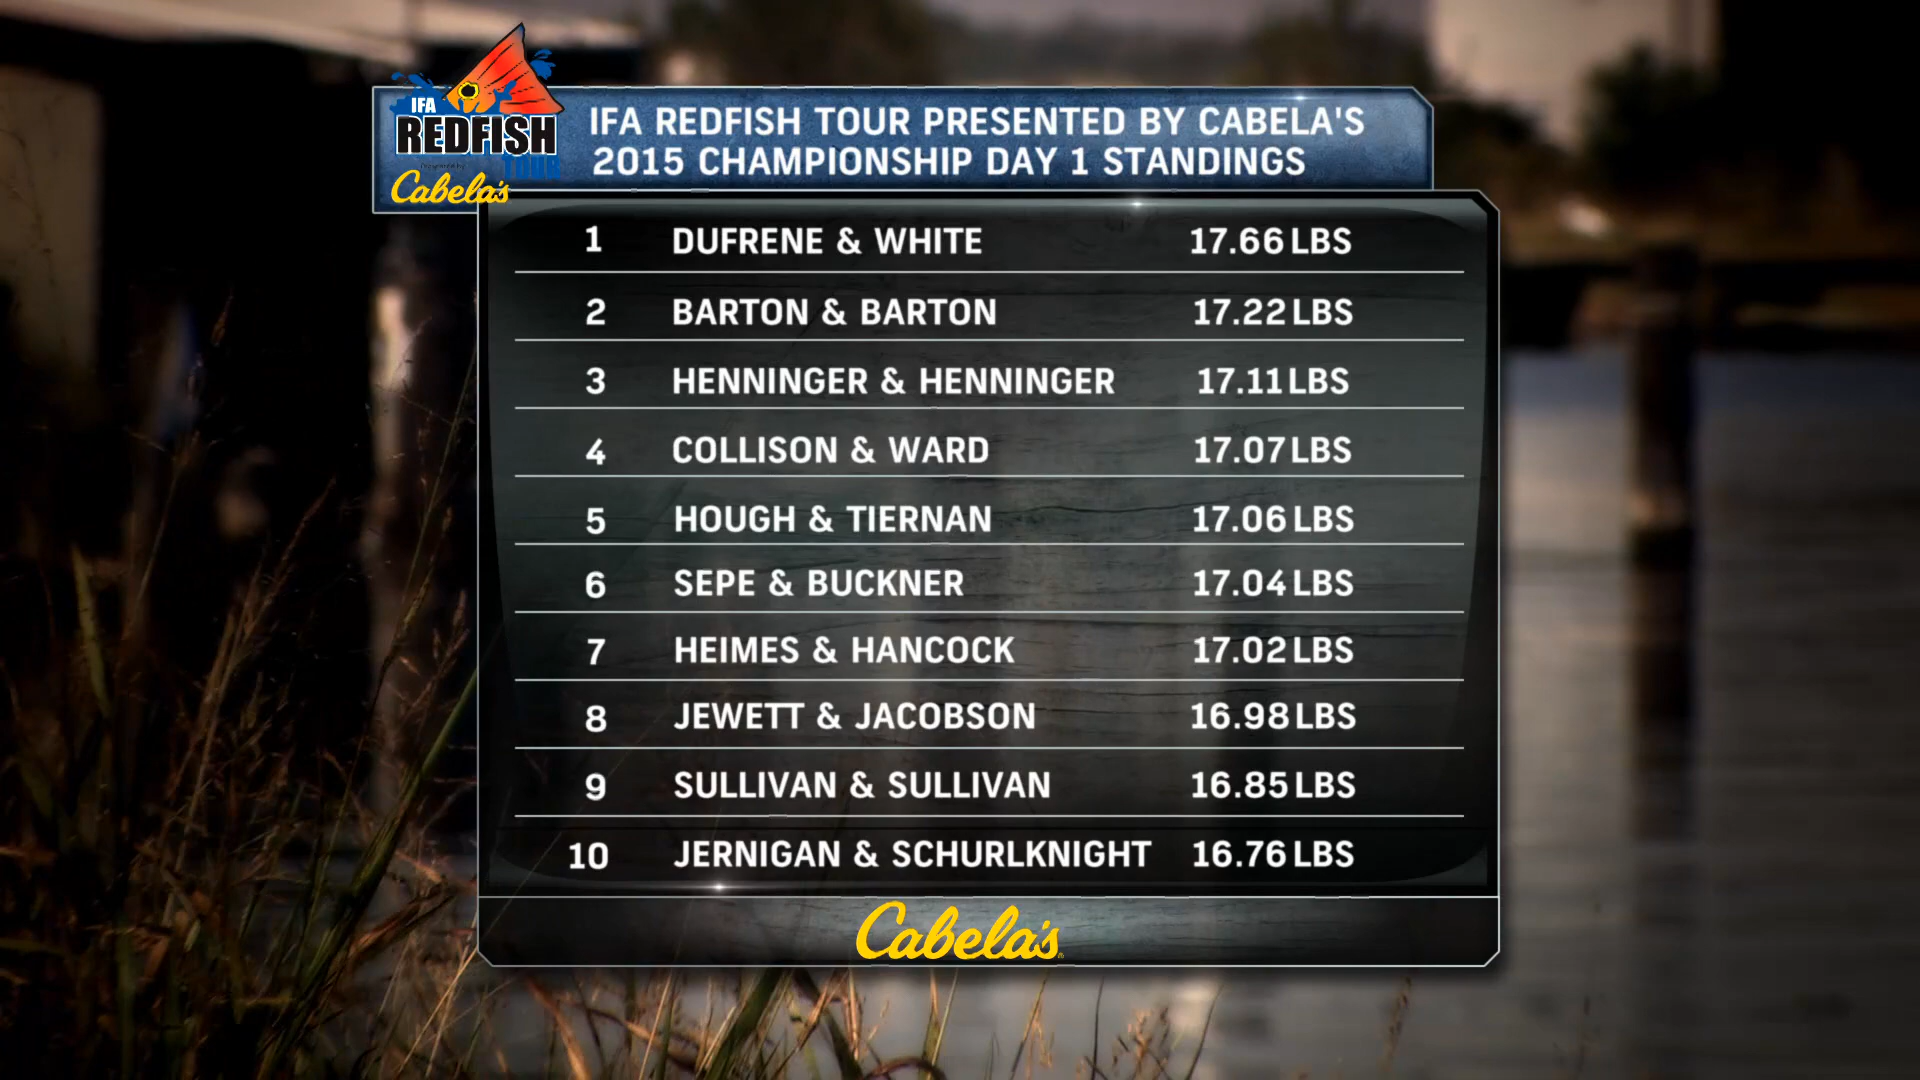 IFA
REDFISH
TOUR
Cabela's
IFA REDFISH TOUR PRESENTED BY CABELA'S
2015 CHAMPIONSHIP DAY 1 STANDINGS
1 DUFRENE & WHITE 17.66 LBS
2 BARTON & BARTON 17.22 LBS
3 HENNINGER & HENNINGER 17.11 LBS
4 COLLISON & WARD 17.07 LBS
5 HOUGH & TIERNAN 17.06 LBS
6 SEPE & BUCKNER 17.04 LBS
7 HEIMES & HANCOCK 17.02 LBS
8 JEWETT & JACOBSON 16.98 LBS
9 SULLIVAN & SULLIVAN 16.85 LBS
10 JERNIGAN & SCHURLKNIGHT 16.76 LBS
Cabela's